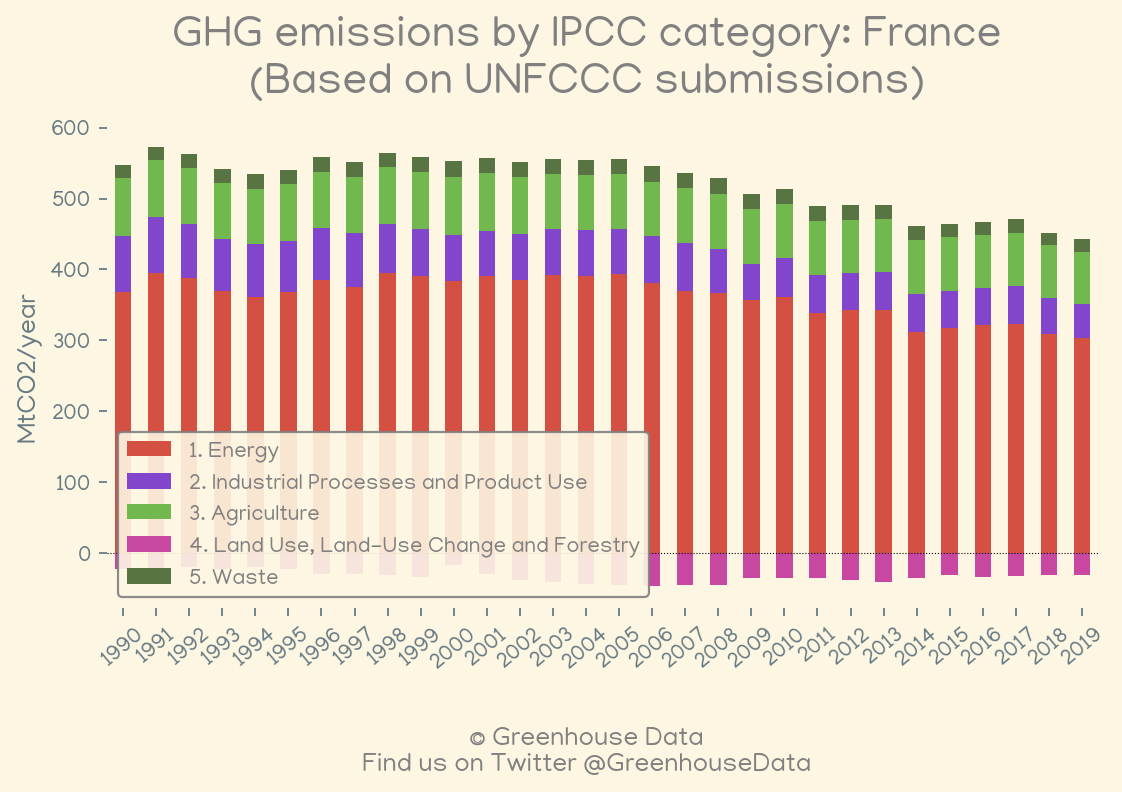 GHG emissions by IPCC category: France
(Based on UNFCCC submissions)
MtCO2/year
600
500
400
300
200
100
0
1. Energy
2. Industrial Processes and Product Use
3. Agriculture
4. Land Use, Land-Use Change and Forestry
5. Waste
1990 1991 1992 1993 1994 1995 1996 1997 1998 1999 2000 2001 2002 2003 2004 2005 2006 2007 2008 2009 2010 2011 2012 2013 2014 2015 2016 2017 2018 2019
© Greenhouse Data
Find us on Twitter @GreenhouseData